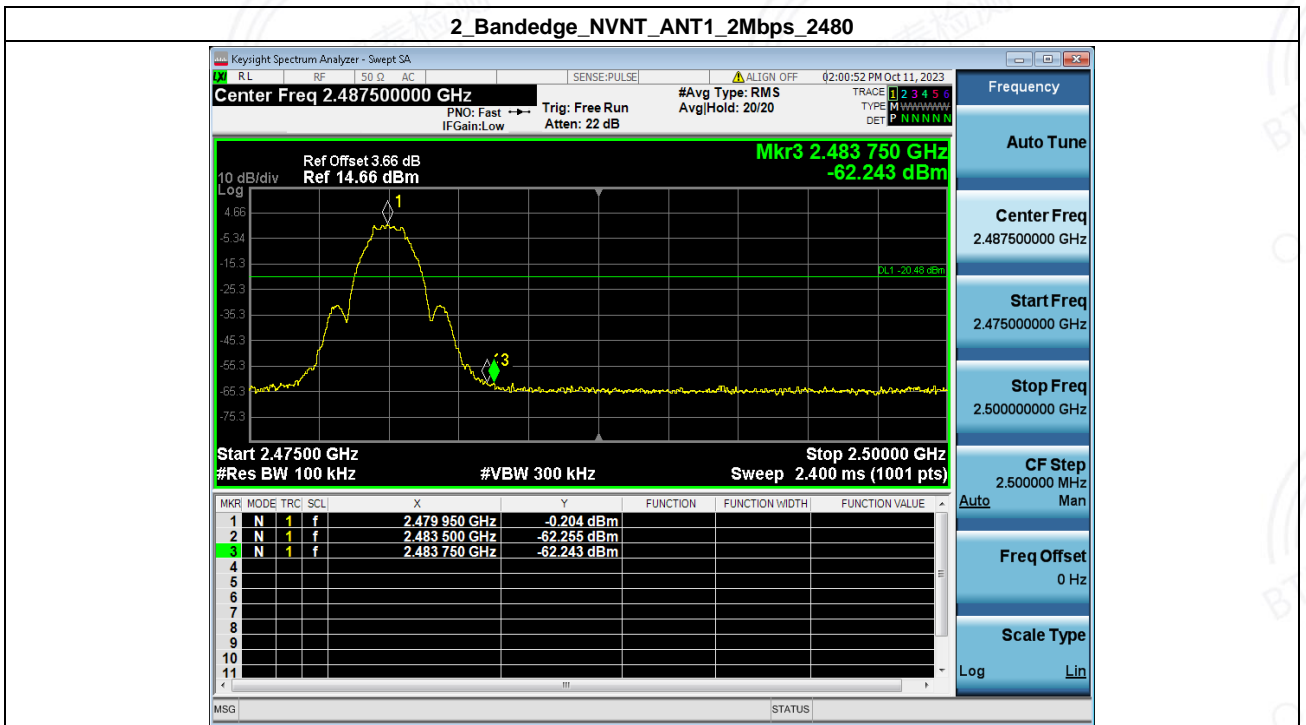 2_Bandedge_NVNT_ANT1_2Mbps_2480
Keysight Spectrum Analyzer - Swept SA
LXI RL RF 50 Ω AC SENSE:PULSE ALIGN OFF 02:00:52 PM Oct 11, 2023
Center Freq 2.487500000 GHz #Avg Type: RMS TRACE 1 2 3 4 5 6
PNO: Fast Trig: Free Run Avg|Hold: 20/20 TYPE M WWWWW
IFGain:Low Atten: 22 dB DET P N N N N N
Mkr3 2.483 750 GHz
-62.243 dBm
Ref Offset 3.66 dB
10 dB/div Ref 14.66 dBm
Log
1
4.66
-5.34
-15.3
DL1 -20.48 dBm
-25.3
-35.3
-45.3
-55.3
3
-65.3
-75.3
Start 2.47500 GHz Stop 2.50000 GHz
#Res BW 100 kHz #VBW 300 kHz Sweep 2.400 ms (1001 pts)
MKR MODE TRC SCL X Y FUNCTION FUNCTION WIDTH FUNCTION VALUE
1 N 1 f 2.479 950 GHz -0.204 dBm
2 N 1 f 2.483 500 GHz -62.255 dBm
3 N 1 f 2.483 750 GHz -62.243 dBm
4
5
6
7
8
9
10
11
MSG STATUS
Frequency
Auto Tune
Center Freq
2.487500000 GHz
Start Freq
2.475000000 GHz
Stop Freq
2.500000000 GHz
CF Step
2.500000 MHz
Auto Man
Freq Offset
0 Hz
Scale Type
Log Lin